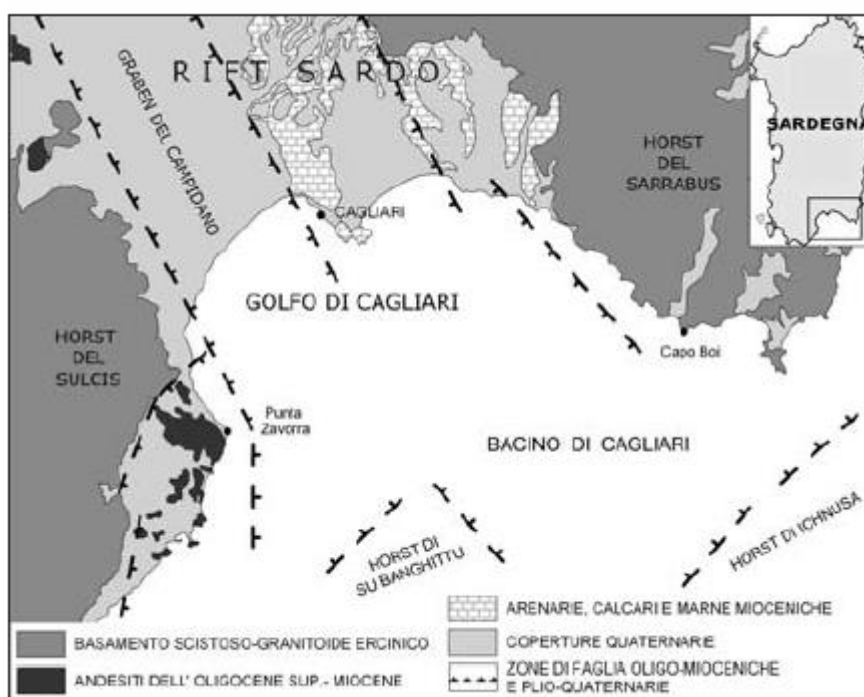 RIFT SARDO
GRABEN DEL CAMPIDANO
SARDEGNA
HORST
DEL
SARRABUS
CAGLIARI
GOLFO DI CAGLIARI
HORST
DEL
SULCIS
Capo Boi
Punta
Zavorra
BACINO DI CAGLIARI
HORST DI
SU BANGHITTU
HORST DI ICHNUSA
ARENARIE, CALCARI E MARNE MIOCENICHE
BASAMENTO SCISTOSO-GRANITOIDE ERCINICO
COPERTURE QUATERNARIE
ANDESITI DELL' OLIGOCENE SUP.- MIOCENE
ZONE DI FAGLIA OLIGO-MIOCENICHE
E PLIO-QUATERNARIE